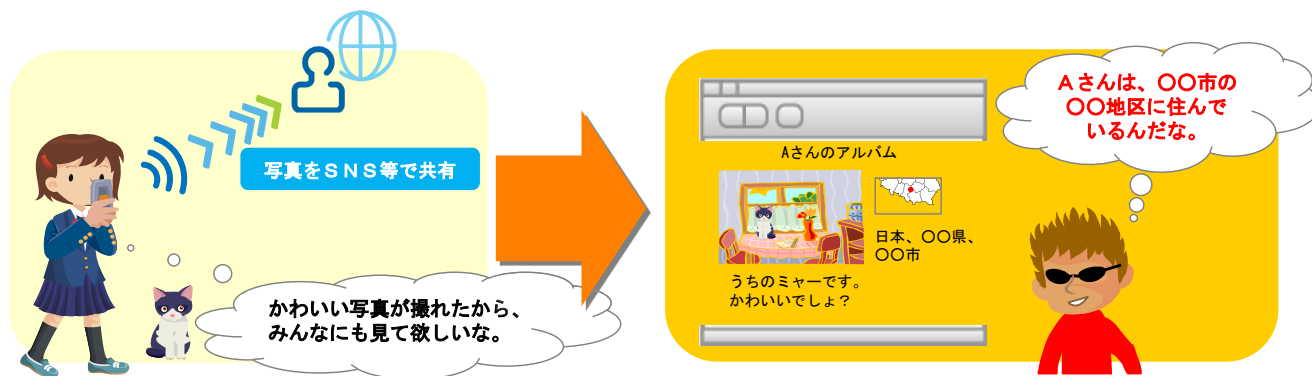 写真をSNS等で共有
かわいい写真が撮れたから、
みんなにも見て欲しいな。
Aさんは、〇〇市の
〇〇地区に住んで
いるんだな。
Aさんのアルバム
日本、〇〇県、
〇〇市
うちのミャーです。
かわいいでしょ？